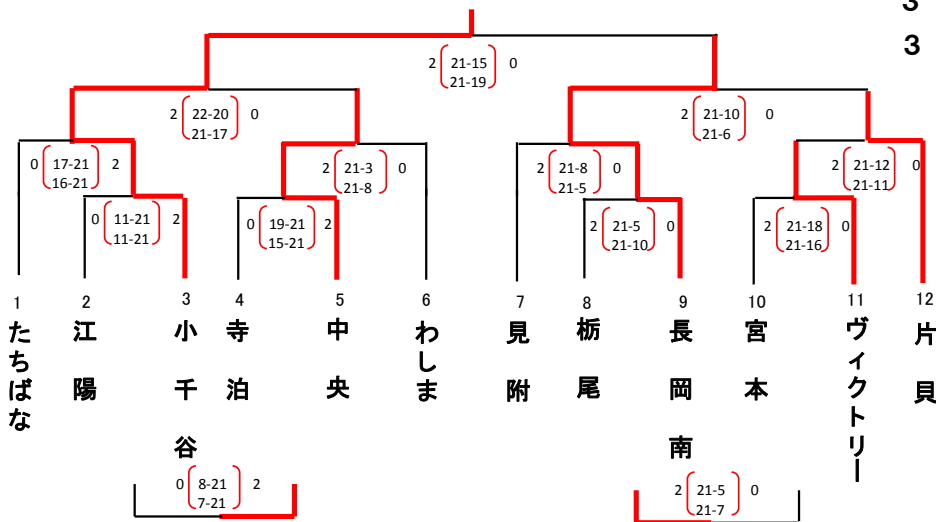 3
3
2 21-15 0
21-19
2 22-20 0
21-17
2 21-10 0
21-6
0 17-21 2
16-21
2 21-3 0
21-8
2 21-8 0
21-5
2 21-12 0
21-11
0 11-21 2
11-21
0 19-21 2
15-21
2 21-5 0
21-10
2 21-18 0
21-16
1 2 3 4 5 6 7 8 9 10 11 12
たちばな
江陽
小千谷
寺泊
中央
わしま
見附
栃尾
長岡南
宮本
ヴィクトリー
片貝
0 8-21 2
7-21
2 21-5 0
21-7